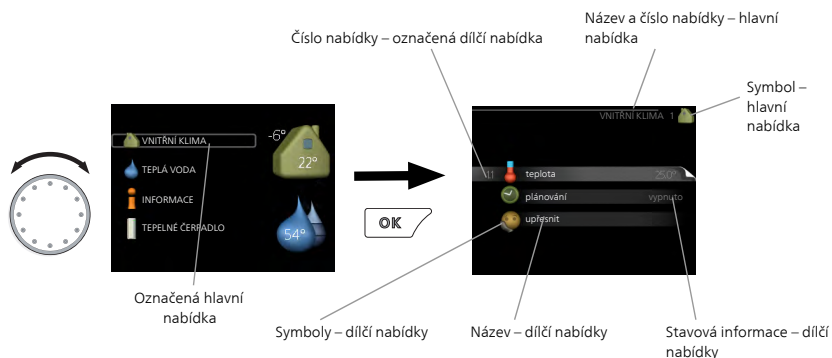 Název a číslo nabídky – hlavní
nabídka
Číslo nabídky – označená dílčí nabídka
Symbol –
hlavní
nabídka
VNITŘNÍ KLIMA
-6°
22°
TEPLÁ VODA
INFORMACE
TEPELNÉ ČERPADLO
54°
OK
VNITŘNÍ KLIMA 1
1.1 teplota 25.0°
plánování vypnuto
upřesnit
Označená hlavní
nabídka
Symboly – dílčí nabídky
Název – dílčí nabídky
Stavová informace – dílčí
nabídky